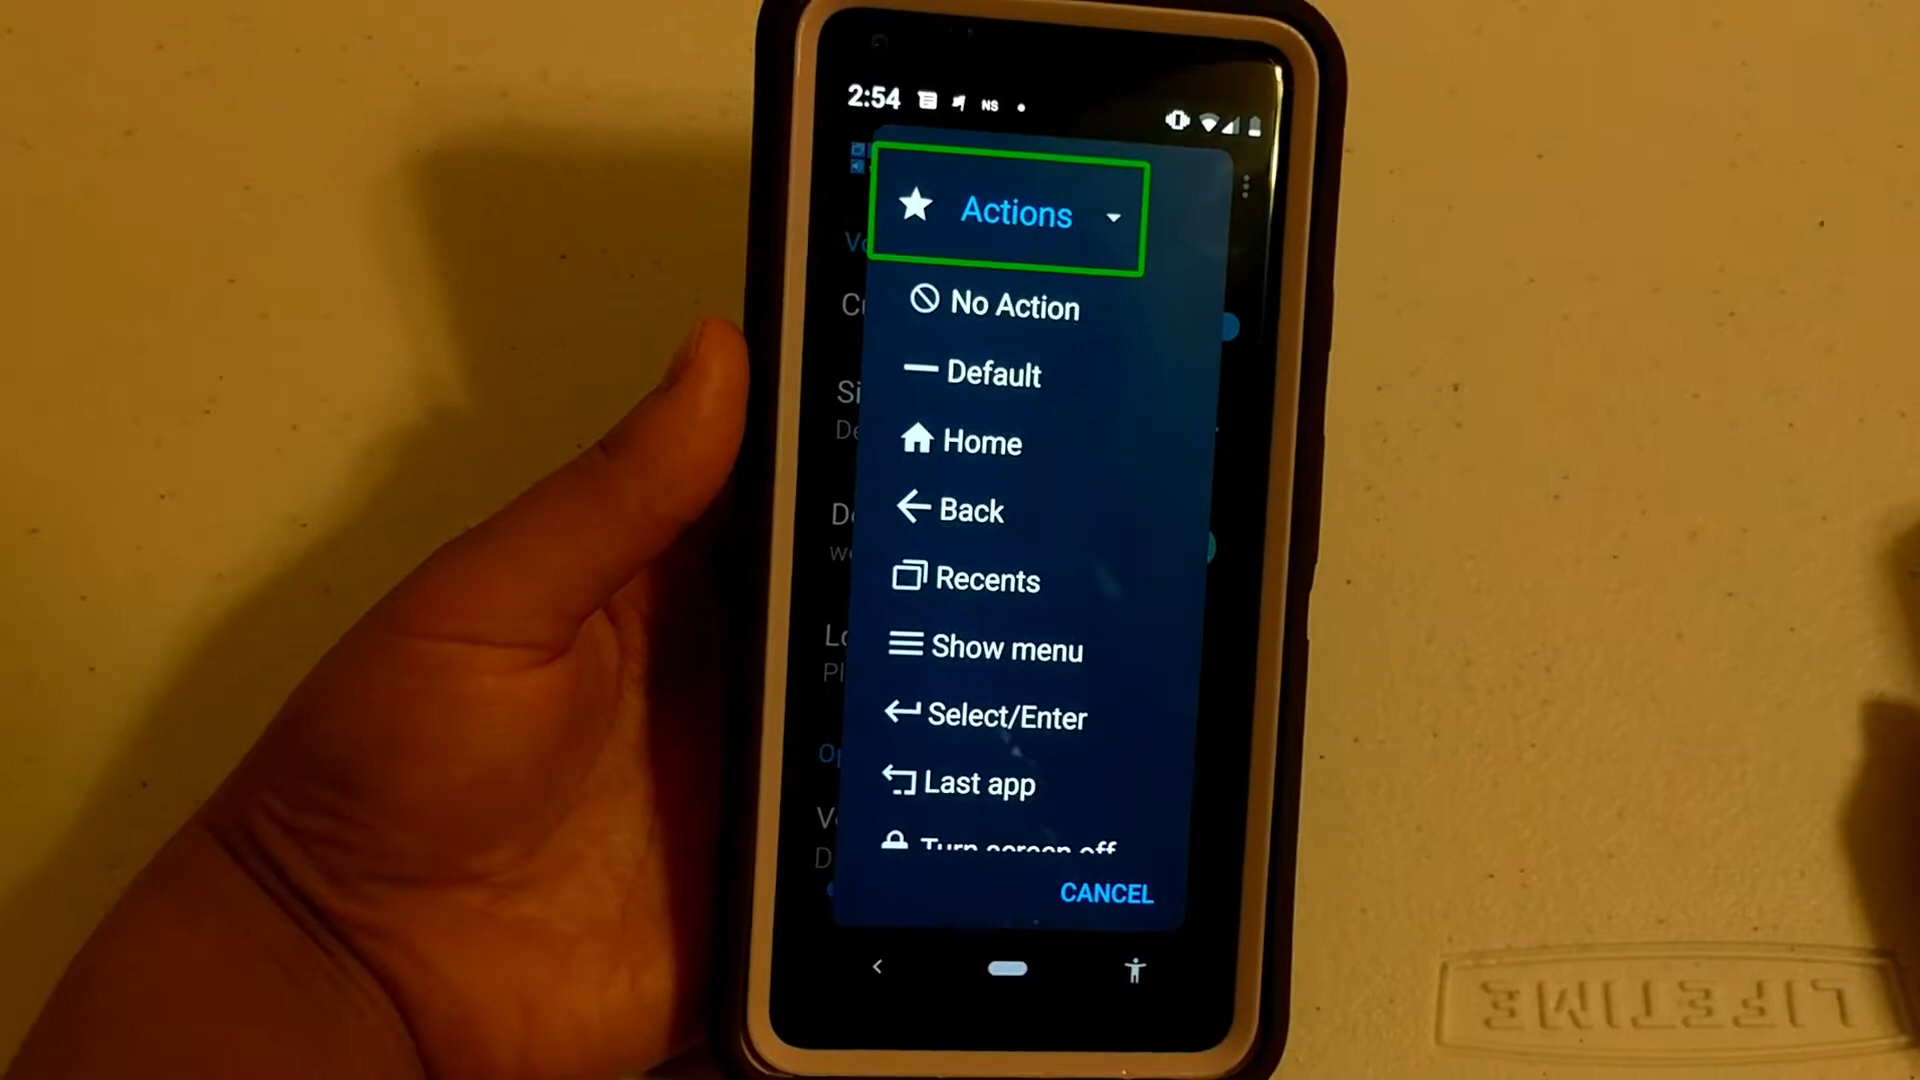 2:54 NS
Actions
No Action
Default
Home
Back
Recents
Show menu
Select/Enter
Last app
Turn screen off
CANCEL
LIFETIME